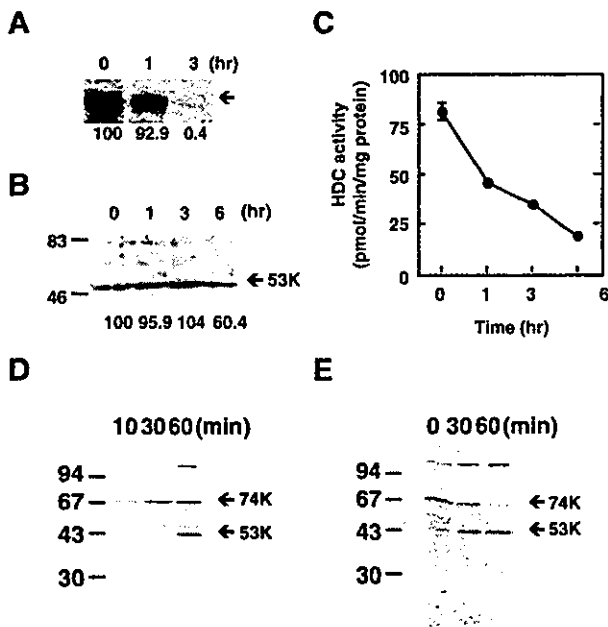 A
0 1 3 (hr)
←
100 92.9 0.4
B
0 1 3 6 (hr)
83
← 53K
46
100 95.9 104 60.4
C
HDC activity
(pmol/min/mg protein)
100
75
50
25
0
0 1 3 6
Time (hr)
D
10 30 60 (min)
94
67
← 74K
43
← 53K
30
E
0 30 60 (min)
94
67
← 74K
43
← 53K
30